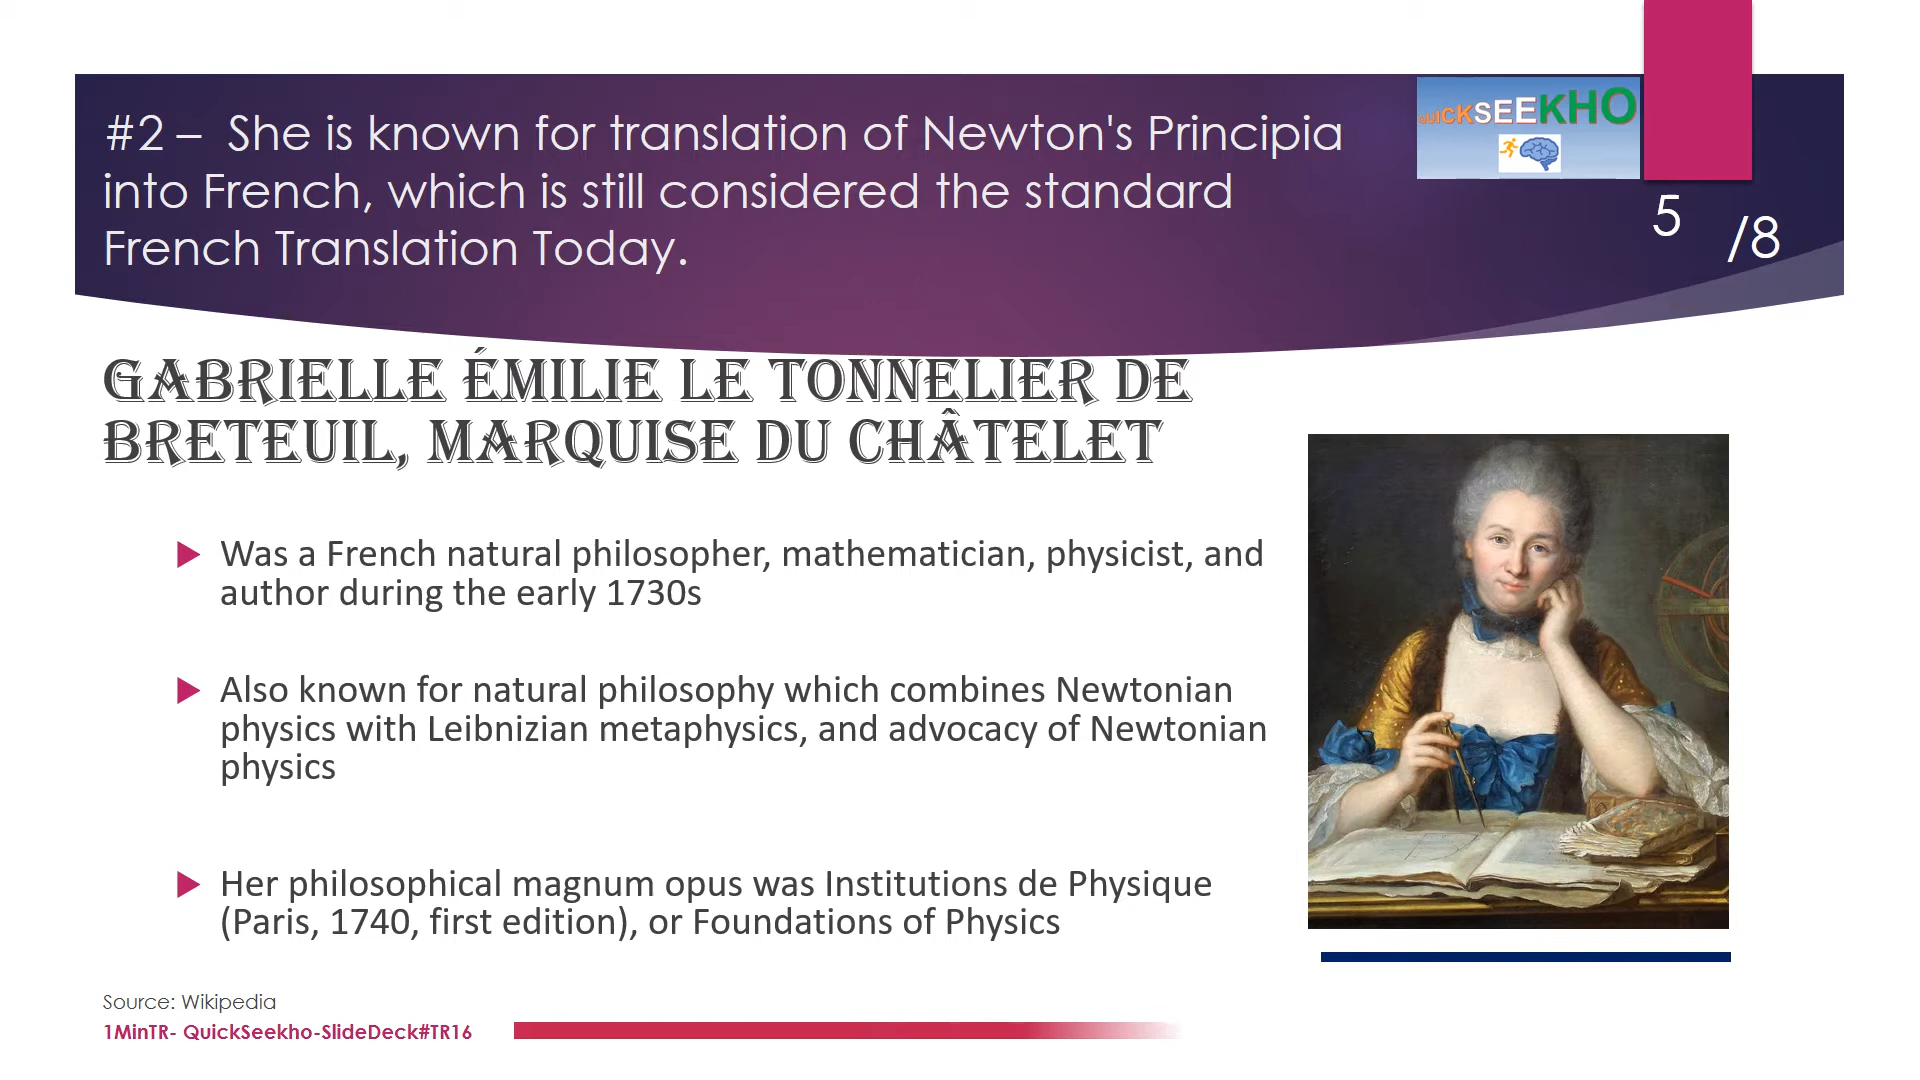 #2 – She is known for translation of Newton's Principia
into French, which is still considered the standard
French Translation Today.
QUICKSEEKHO
5 /8
GABRIELLE ÉMILIE LE TONNELIER DE
BRETEUIL, MARQUISE DU CHÂTELET
Was a French natural philosopher, mathematician, physicist, and
author during the early 1730s
Also known for natural philosophy which combines Newtonian
physics with Leibnizian metaphysics, and advocacy of Newtonian
physics
Her philosophical magnum opus was Institutions de Physique
(Paris, 1740, first edition), or Foundations of Physics
Source: Wikipedia
1MinTR- QuickSeekho-SlideDeck#TR16